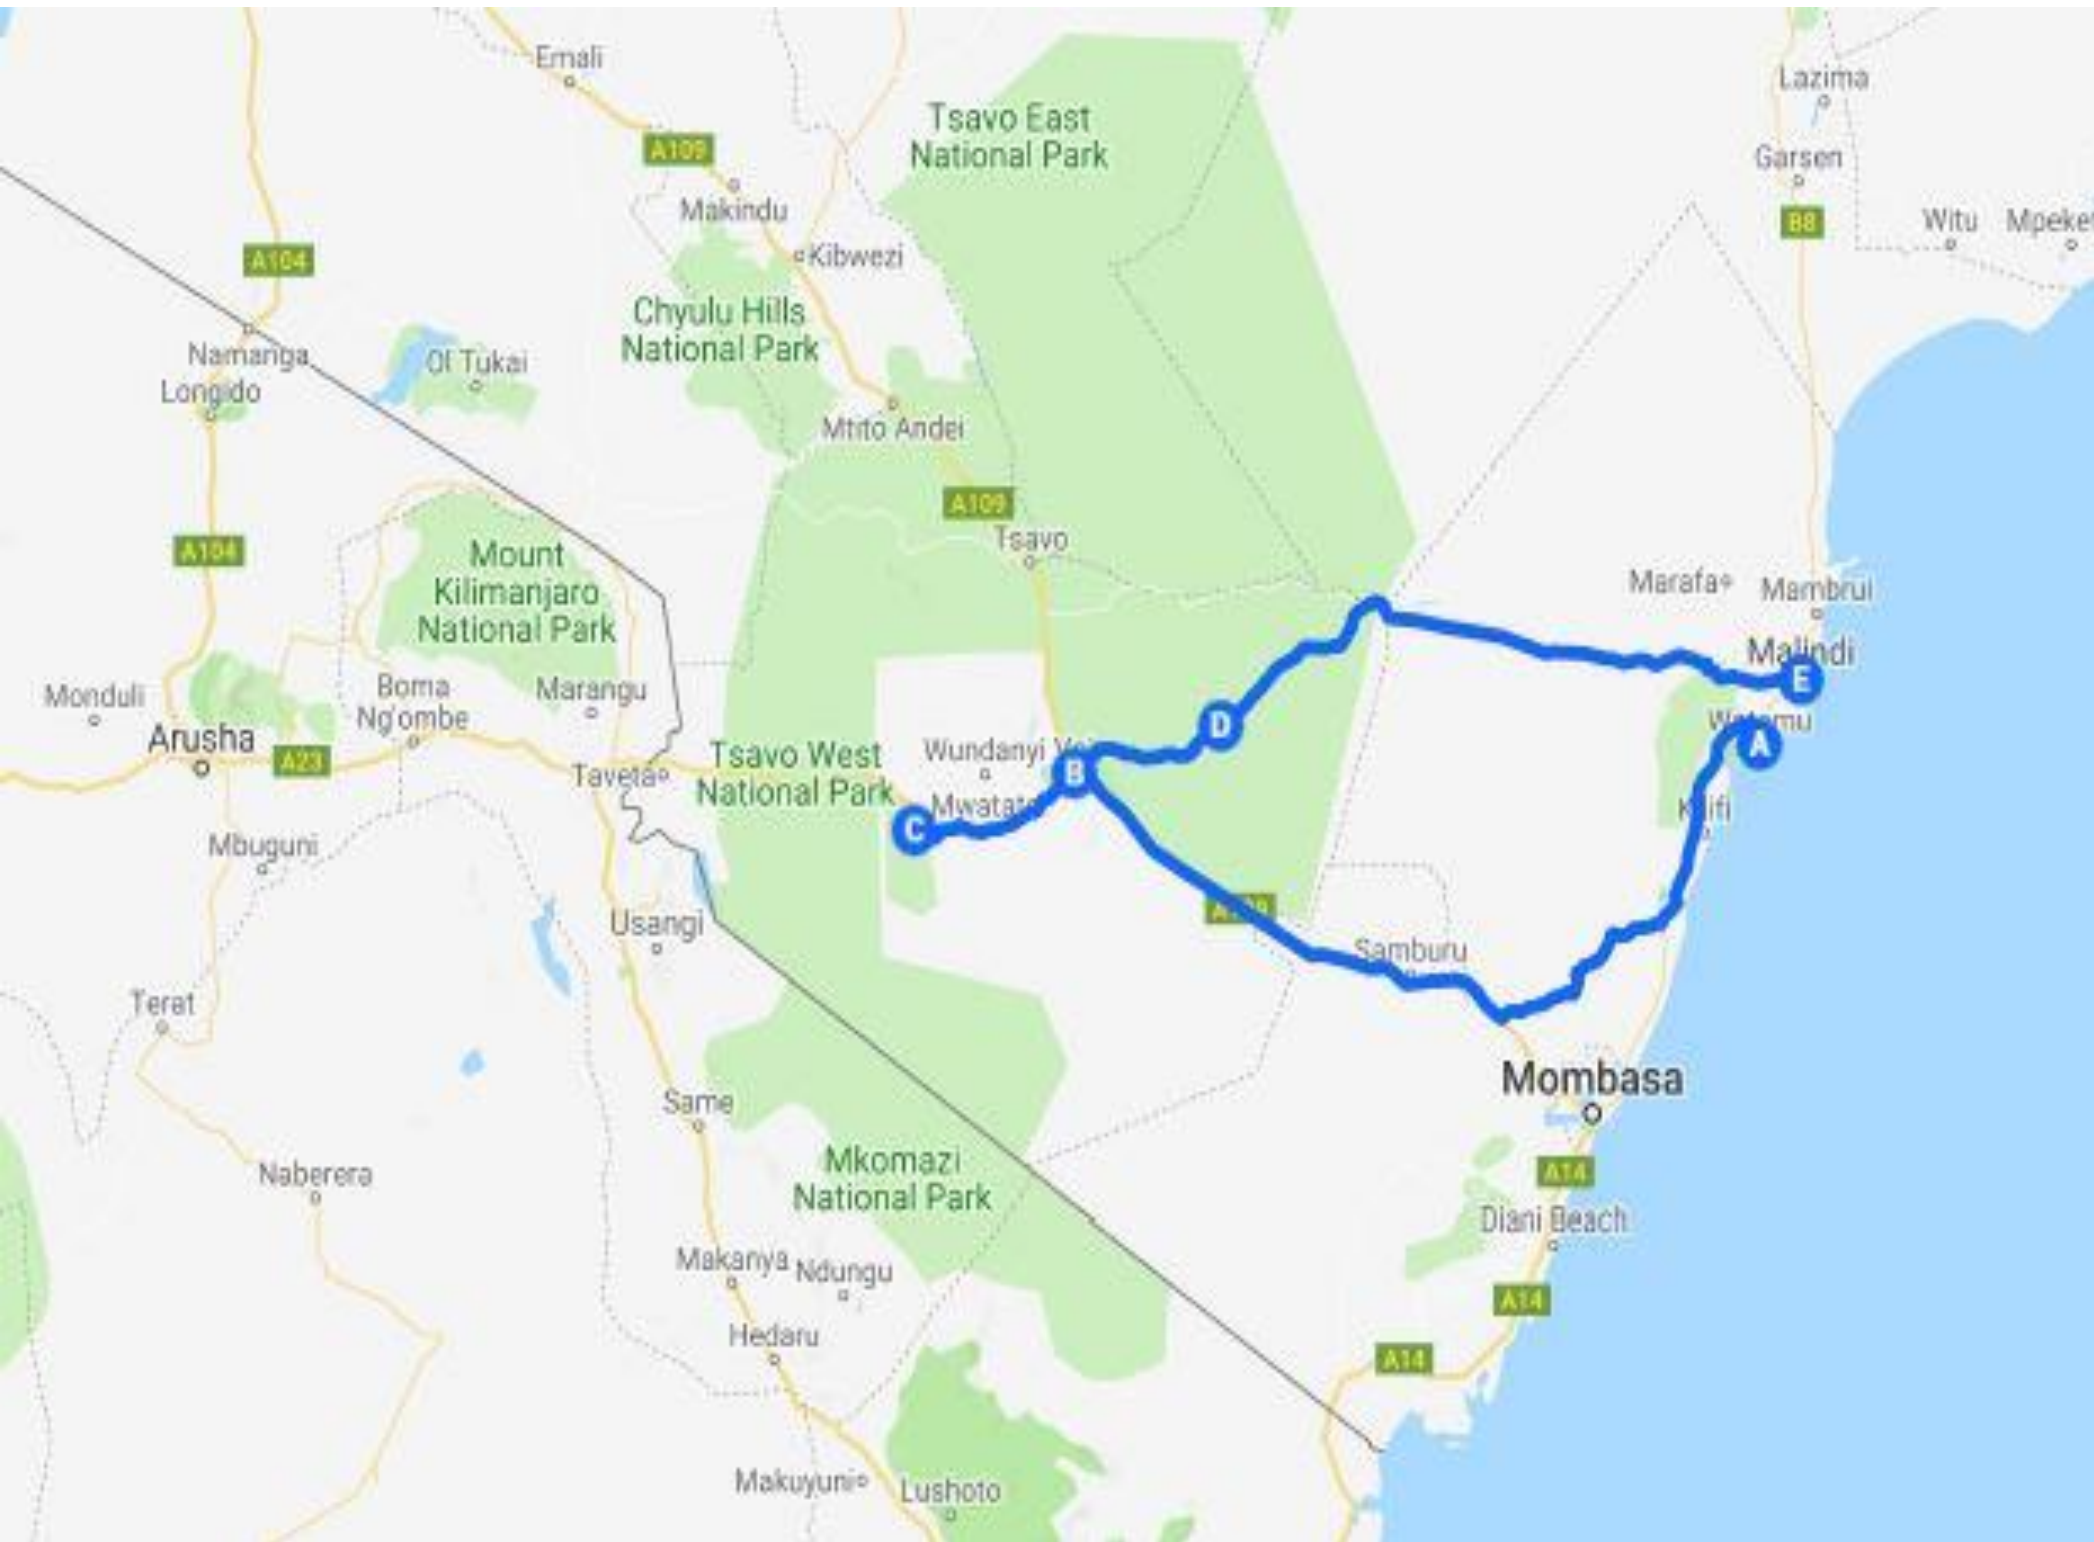 Emali
Lazima
Tsavo East
National Park
A109
Garsen
Makindu
B8
Witu
A104
Kibwezi
Chyulu Hills
National Park
Namanga
Ol Tukai
Longido
Mtito Andei
A109
Tsavo
A104
Mount
Kilimanjaro
National Park
Marafa
Mambrui
Malindi
E
Monduli
Boma
Ng'ombe
Marangu
D
Arusha
A23
Taveta
Tsavo West
National Park
Wundanyi
B
A
C
Mbuguni
Usangi
Samburu
Terat
Mombasa
Same
Mkomazi
National Park
A14
Naberera
Diani Beach
Makanya
Ndungu
A14
Hedaru
A14
Makuyuni
Lushoto